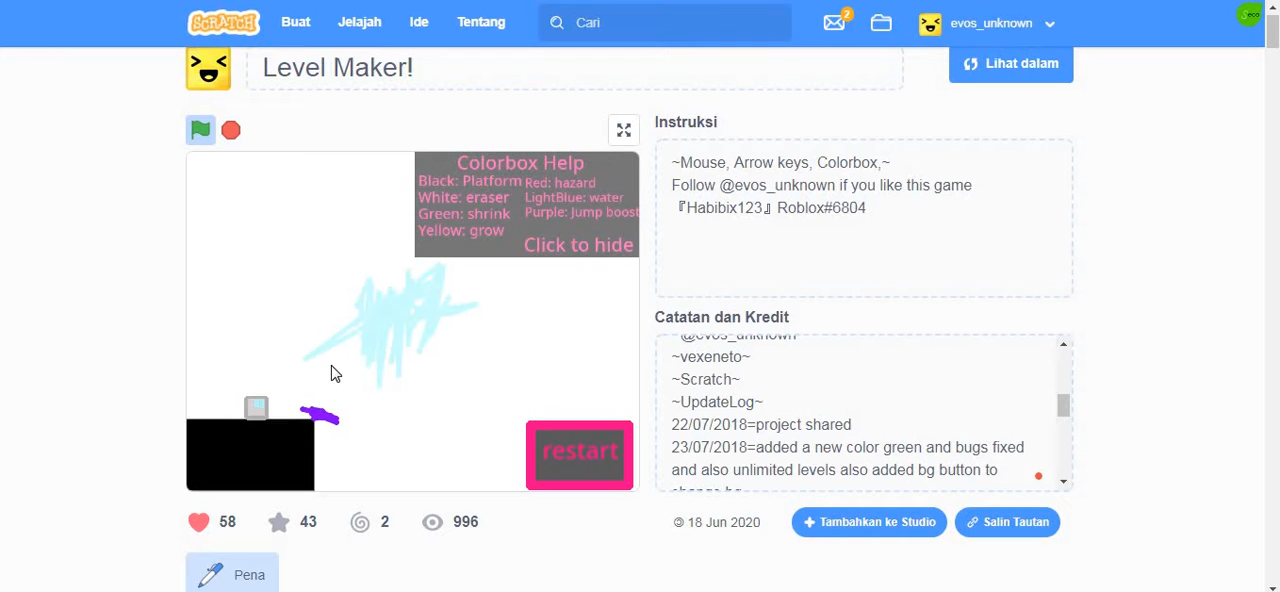 SCRATCH Buat Jelajah Ide Tentang Cari 2 evos_unknown
Level Maker! Lihat dalam
Colorbox Help
Black: Platform Red: hazard
White: eraser LightBlue: water
Green: shrink Purple: Jump boost
Yellow: grow
Click to hide
restart
Instruksi
~Mouse, Arrow keys, Colorbox,~
Follow @evos_unknown if you like this game
『Habibix123』Roblox#6804
Catatan dan Kredit
~@evos_unknown~
~vexeneto~
~Scratch~
~UpdateLog~
22/07/2018=project shared
23/07/2018=added a new color green and bugs fixed
and also unlimited levels also added bg button to
change bg
58 43 2 996 18 Jun 2020 Tambahkan ke Studio Salin Tautan
Pena